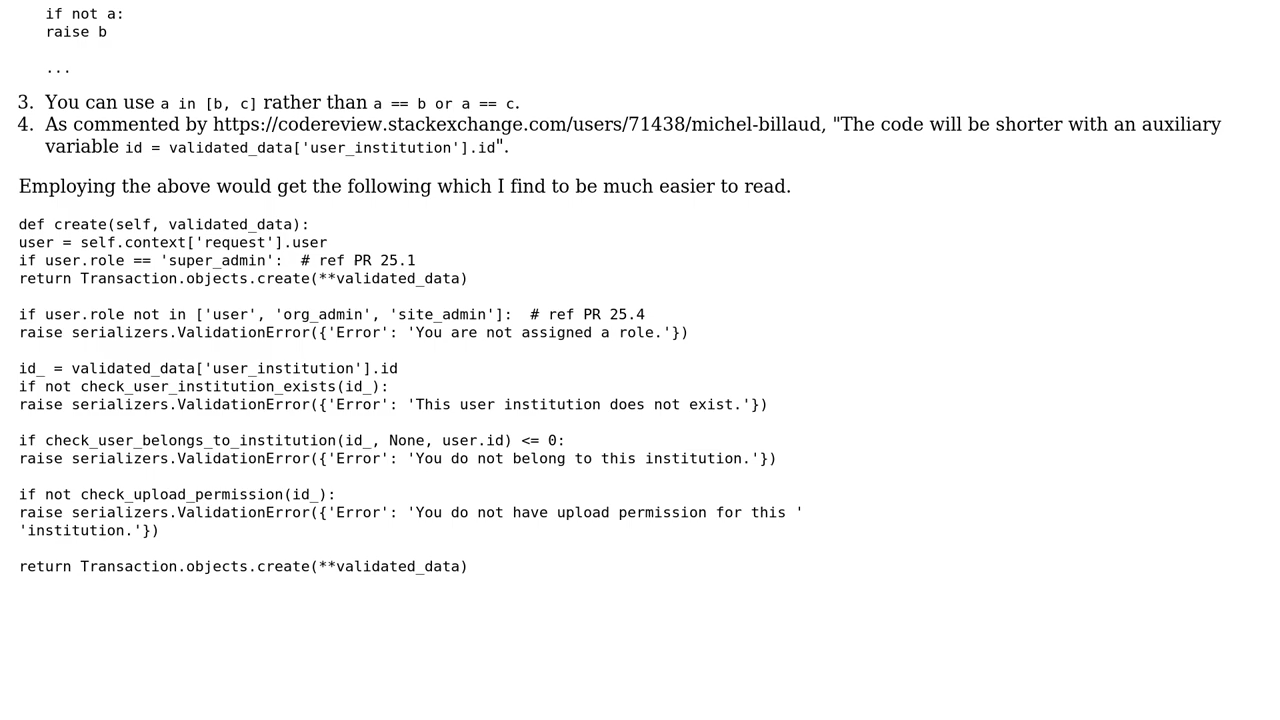 if not a:
raise b
...
3. You can use a in [b, c] rather than a == b or a == c.
4. As commented by https://codereview.stackexchange.com/users/71438/michel-billaud, "The code will be shorter with an auxiliary
variable id = validated_data['user_institution'].id".
Employing the above would get the following which I find to be much easier to read.
def create(self, validated_data):
user = self.context['request'].user
if user.role == 'super_admin':  # ref PR 25.1
return Transaction.objects.create(**validated_data)
if user.role not in ['user', 'org_admin', 'site_admin']:  # ref PR 25.4
raise serializers.ValidationError({'Error': 'You are not assigned a role.'})
id_ = validated_data['user_institution'].id
if not check_user_institution_exists(id_):
raise serializers.ValidationError({'Error': 'This user institution does not exist.'})
if check_user_belongs_to_institution(id_, None, user.id) <= 0:
raise serializers.ValidationError({'Error': 'You do not belong to this institution.'})
if not check_upload_permission(id_):
raise serializers.ValidationError({'Error': 'You do not have upload permission for this '
'institution.'})
return Transaction.objects.create(**validated_data)